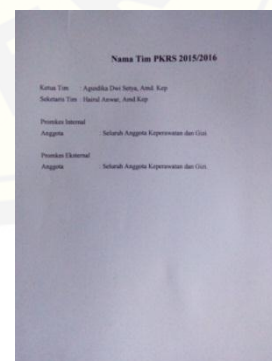 Nama Tim PKRS 2015/2016
Ketua Tim : Agundika Dwi Setya, Amd. Kep
Sekretaris Tim : Hairul Anwar, Amd Kep
Promkes Internal
Anggota : Seluruh Anggota Keperawatan dan Gizi.
Promkes Eksternal
Anggota : Seluruh Anggota Keperawatan dan Gizi.